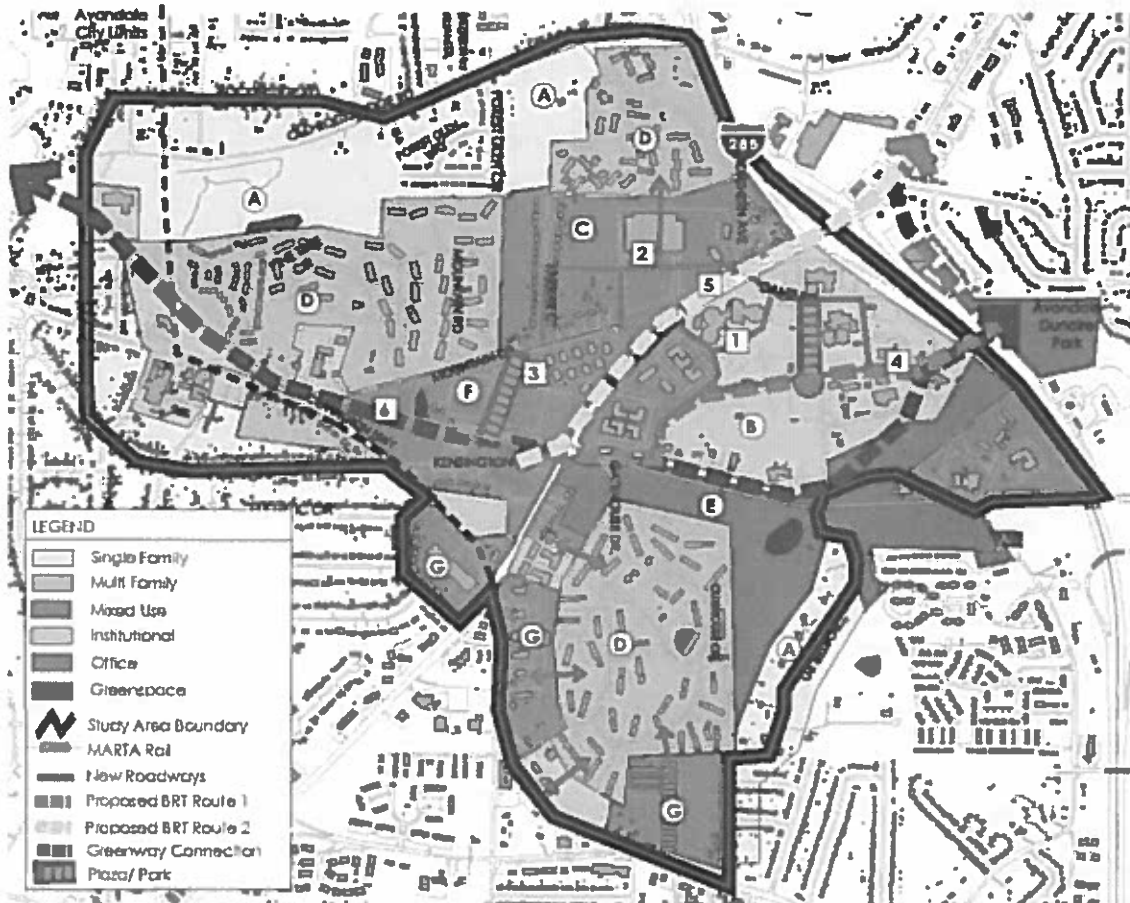 Avondale
City Limits
A
A
D
285
C
2
5
D
1
3
F
4
6
B
KENSINGTON
E
G
G
D
A
G
Avondale
Dunaire
Park
LEGEND
Single Family
Multi Family
Mixed Use
Institutional
Office
Greenspace
Study Area Boundary
MARTA Rail
New Roadways
Proposed BRT Route 1
Proposed BRT Route 2
Greenway Connection
Plaza/ Park